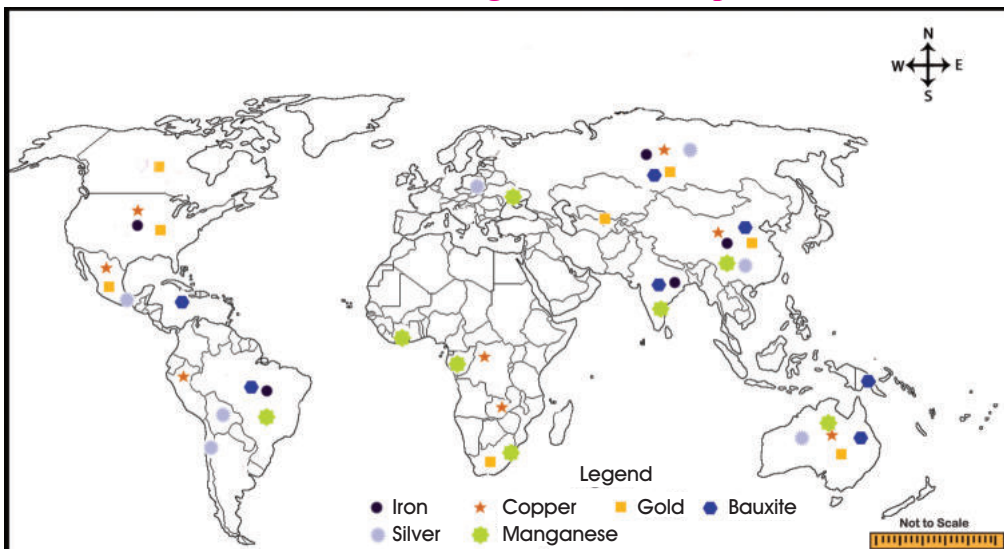 N
W E
S
Legend
Iron Copper Gold Bauxite
Silver Manganese
Not to Scale